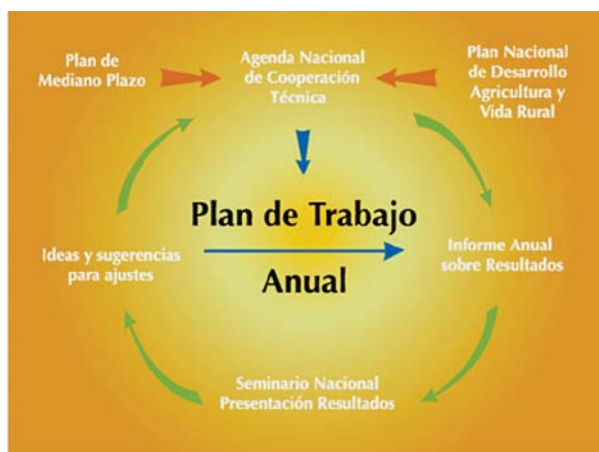 Plan de
Mediano Plazo
Agenda Nacional
de Cooperación
Técnica
Plan Nacional
de Desarrollo
Agricultura y
Vida Rural
Plan de Trabajo
Anual
Ideas y sugerencias
para ajustes
Informe Anual
sobre Resultados
Seminario Nacional
Presentación Resultados